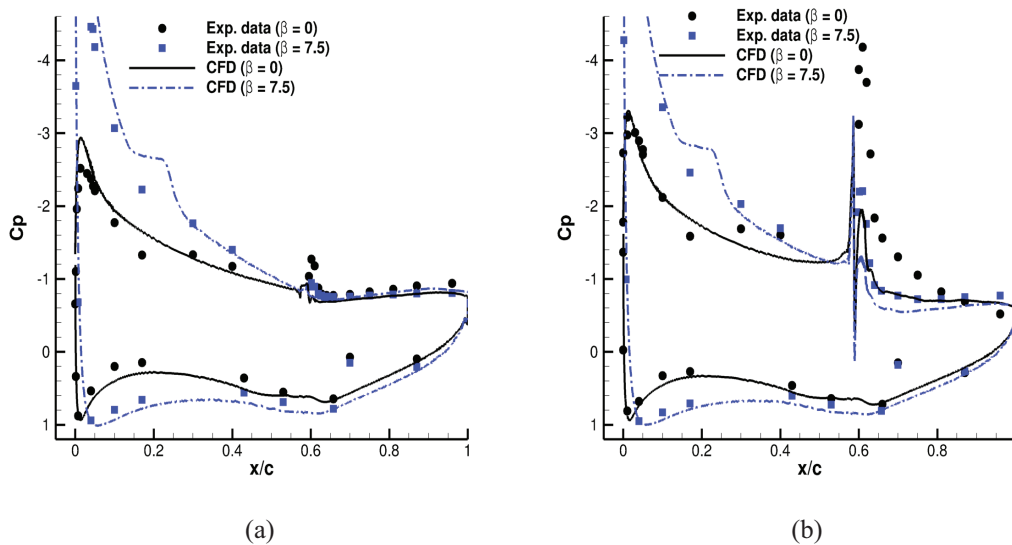 Exp. data (β = 0)
Exp. data (β = 7.5)
CFD (β = 0)
CFD (β = 7.5)
-4
-3
-2
-1
0
1
Cp
0 0.2 0.4 0.6 0.8 1
x/c
(a)
Exp. data (β = 0)
Exp. data (β = 7.5)
CFD (β = 0)
CFD (β = 7.5)
-4
-3
-2
-1
0
1
Cp
0 0.2 0.4 0.6 0.8
x/c
(b)